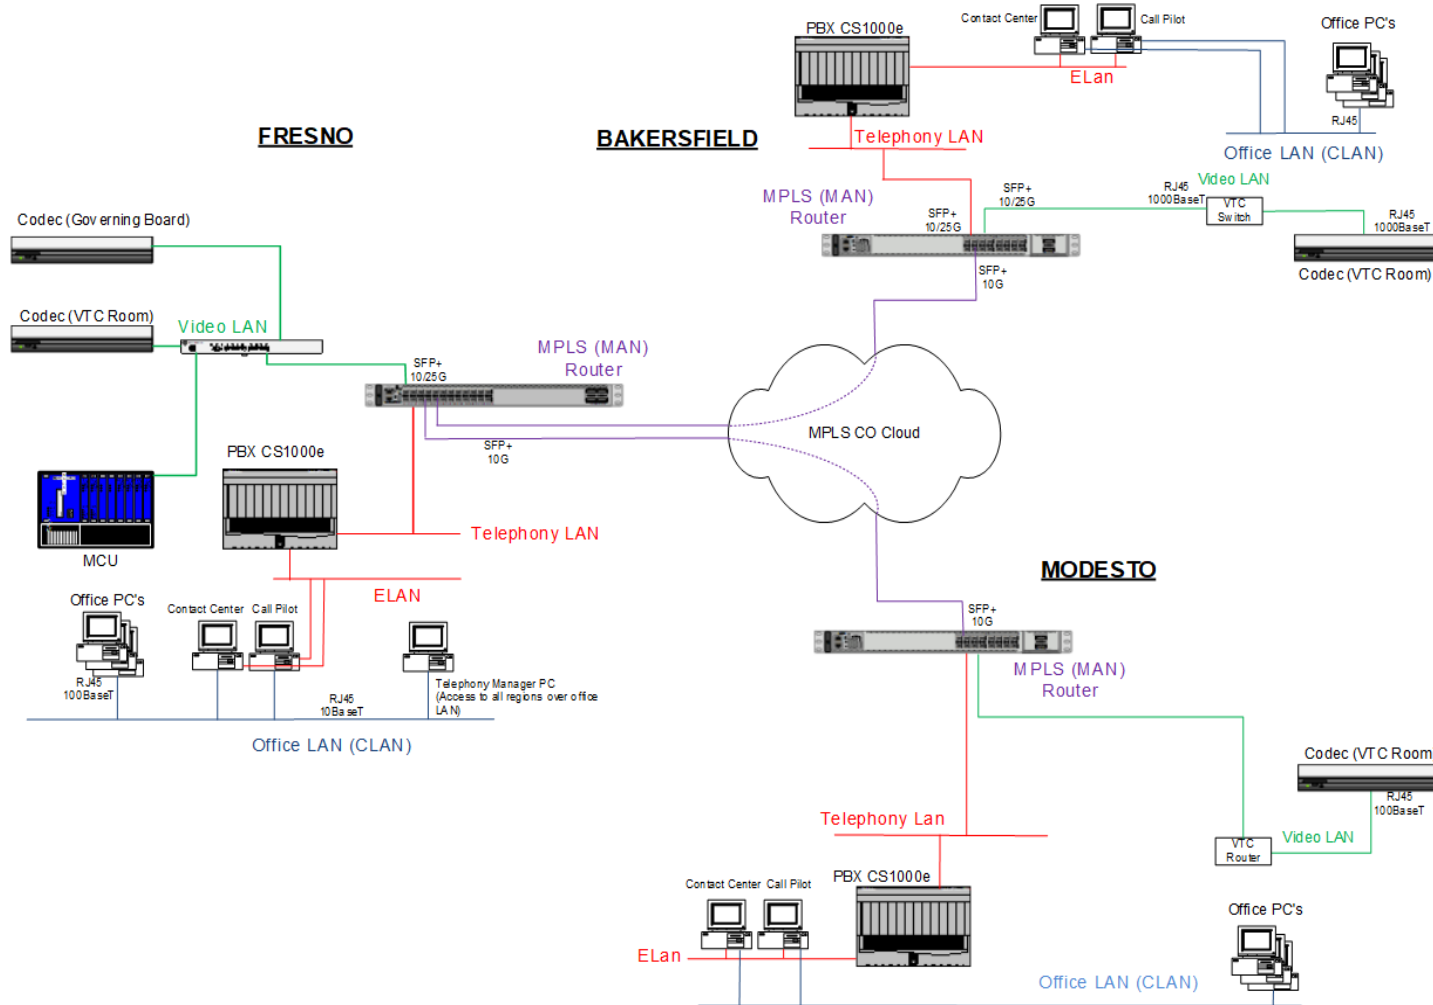 PBX CS1000e
Contact Center
Call Pilot
Office PC's
ELan
RJ45
Office LAN (CLAN)
FRESNO
BAKERSFIELD
Telephony LAN
MPLS (MAN)
Router
SFP+
10/25G
SFP+
10/25G
RJ45
1000BaseT
Video LAN
VTC
Switch
RJ45
1000BaseT
Codec (VTC Room)
SFP+
10G
Codec (Governing Board)
Codec (VTC Room)
Video LAN
SFP+
10/25G
MPLS (MAN)
Router
SFP+
10G
MPLS CO Cloud
PBX CS1000e
MCU
Telephony LAN
ELAN
Office PC's
Contact Center
Call Pilot
RJ45
100BaseT
RJ45
10BaseT
Telephony Manager PC
(Access to all regions over office
LAN)
Office LAN (CLAN)
MODESTO
SFP+
10G
MPLS (MAN)
Router
Codec (VTC Room
RJ45
100BaseT
Telephony Lan
VTC
Router
Video LAN
Contact Center
Call Pilot
PBX CS1000e
Office PC's
ELan
Office LAN (CLAN)